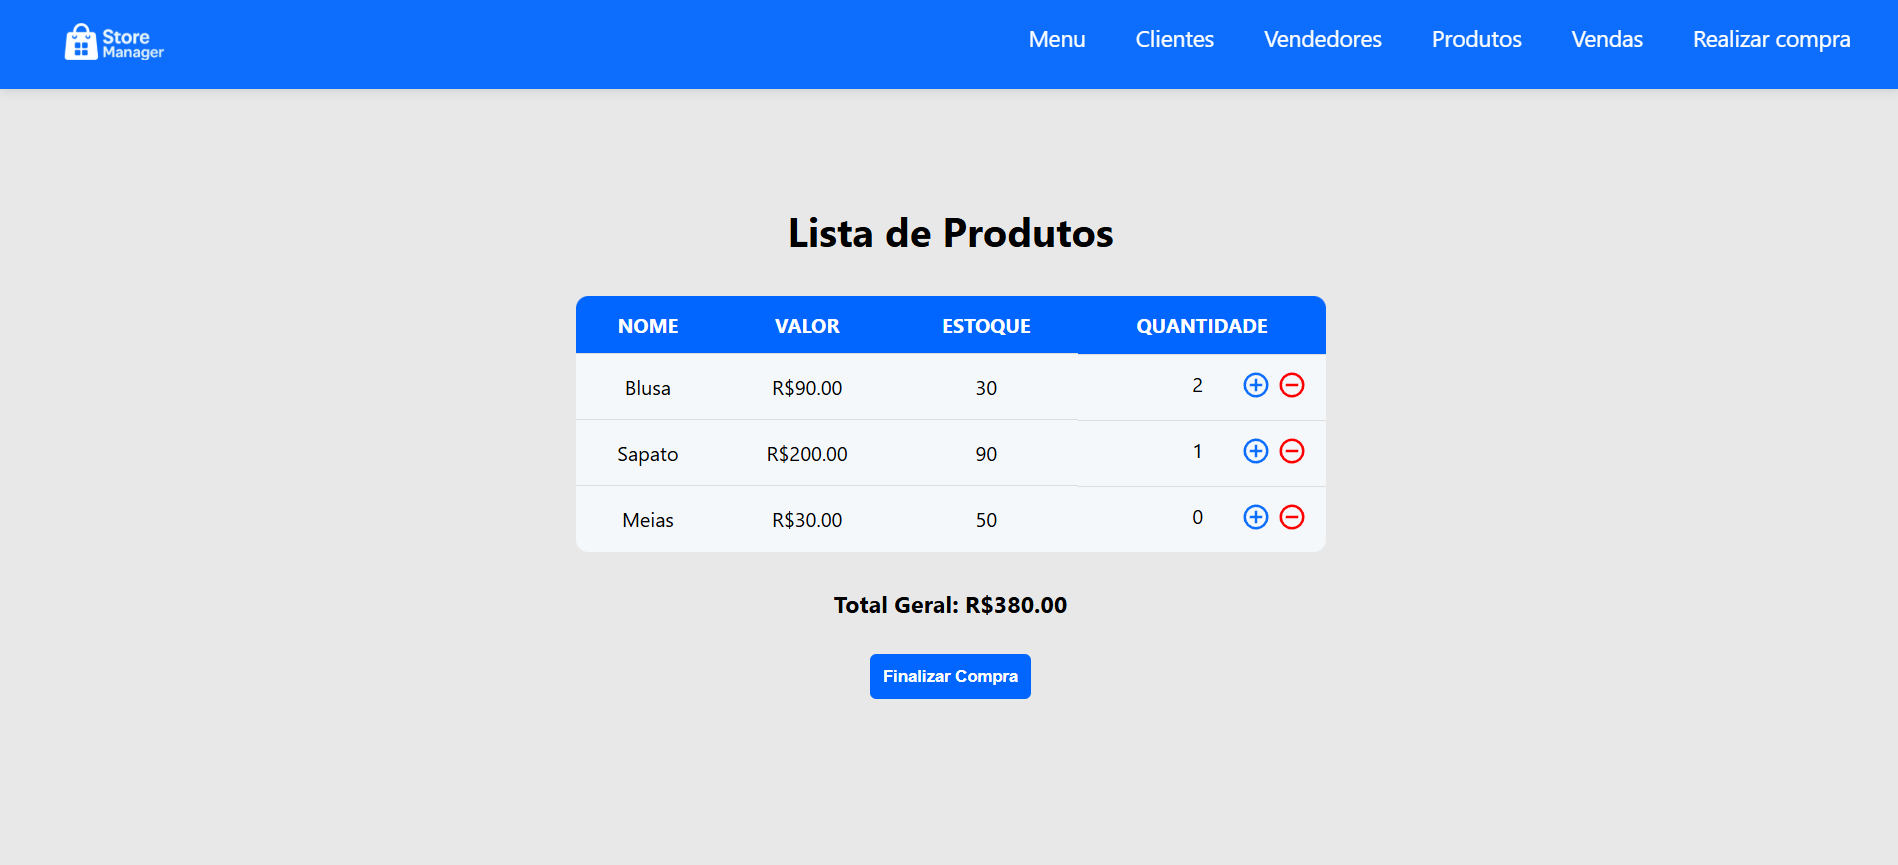 Store
Manager
Menu Clientes Vendedores Produtos Vendas Realizar compra
Lista de Produtos
NOME VALOR ESTOQUE QUANTIDADE
Blusa R$90.00 30 2
Sapato R$200.00 90 1
Meias R$30.00 50 0
Total Geral: R$380.00
Finalizar Compra